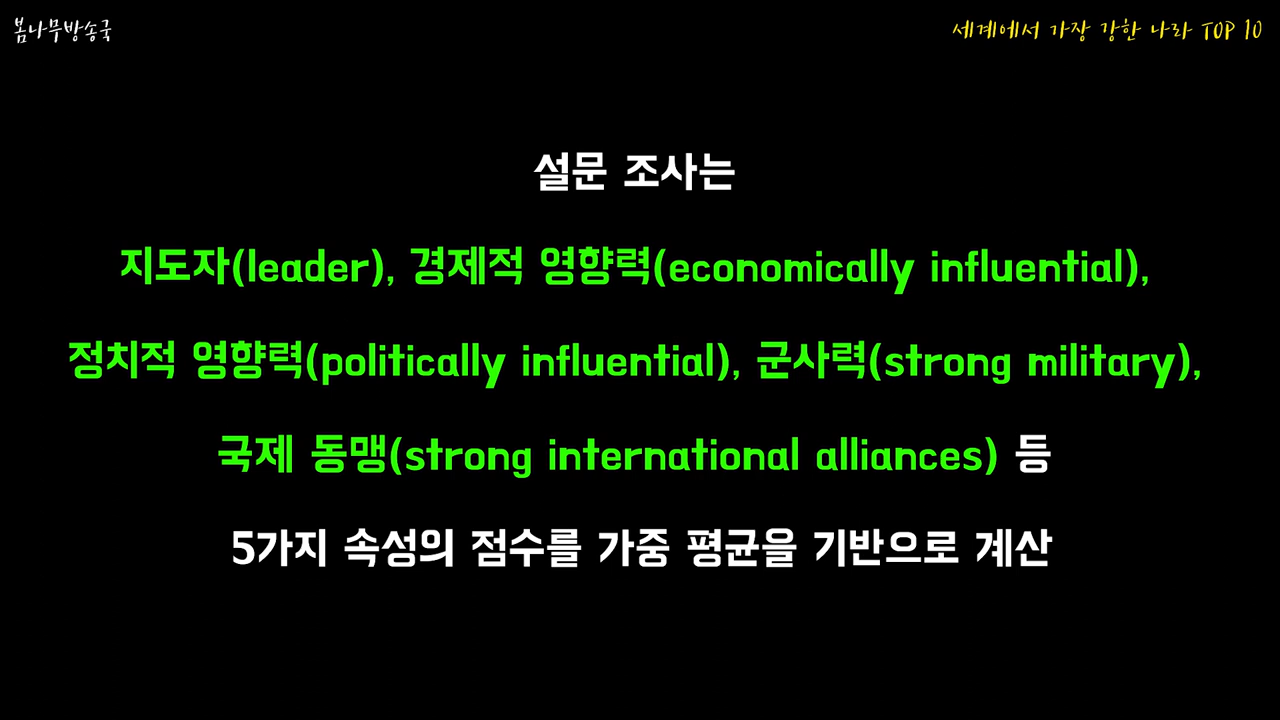 봄나무방송국
세계에서 가장 강한 나라 TOP 10
설문 조사는
지도자(leader), 경제적 영향력(economically influential),
정치적 영향력(politically influential), 군사력(strong military),
국제 동맹(strong international alliances) 등
5가지 속성의 점수를 가중 평균을 기반으로 계산